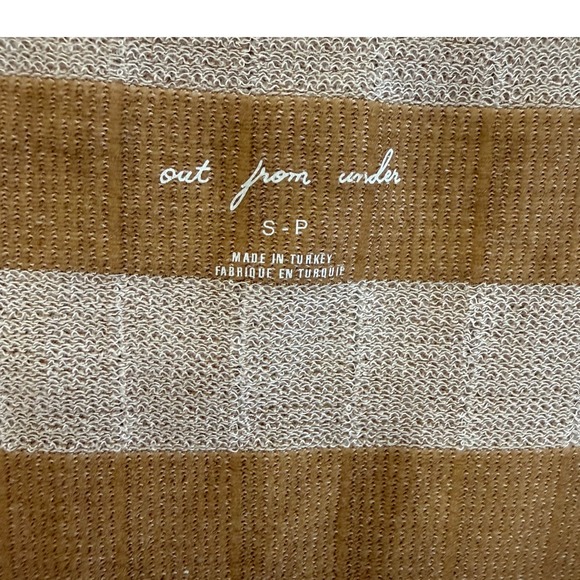 out from under
S - P
MADE IN TURKEY
FABRIQUE EN TURQUIE